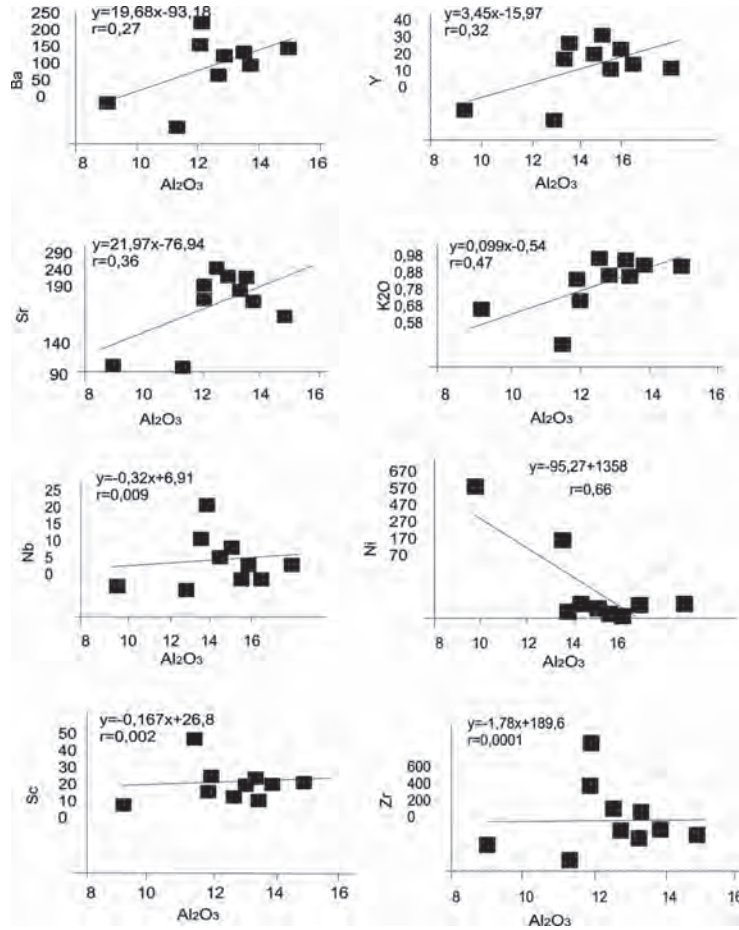 y=19,68x-93,18
r=0,27
250
200
150
100
50
0
Ba
8 10 12 14 16
Al2O3
y=3,45x-15,97
r=0,32
40
30
20
10
0
Y
8 10 12 14 16
Al2O3
y=21,97x-76,94
r=0,36
290
240
190
140
90
Sr
8 10 12 14 16
Al2O3
y=0,099x-0,54
r=0,47
0,98
0,88
0,78
0,68
0,58
K2O
8 10 12 14 16
Al2O3
y=-0,32x+6,91
r=0,009
25
20
15
10
5
0
Nb
8 10 12 14 16
Al2O3
y=-95,27+1358
r=0,66
670
570
470
270
170
70
Ni
8 10 12 14 16
Al2O3
y=-0,167x+26,8
r=0,002
50
40
30
20
10
0
Sc
8 10 12 14 16
Al2O3
y=-1,78x+189,6
r=0,0001
600
400
200
0
Zr
8 10 12 14 16
Al2O3